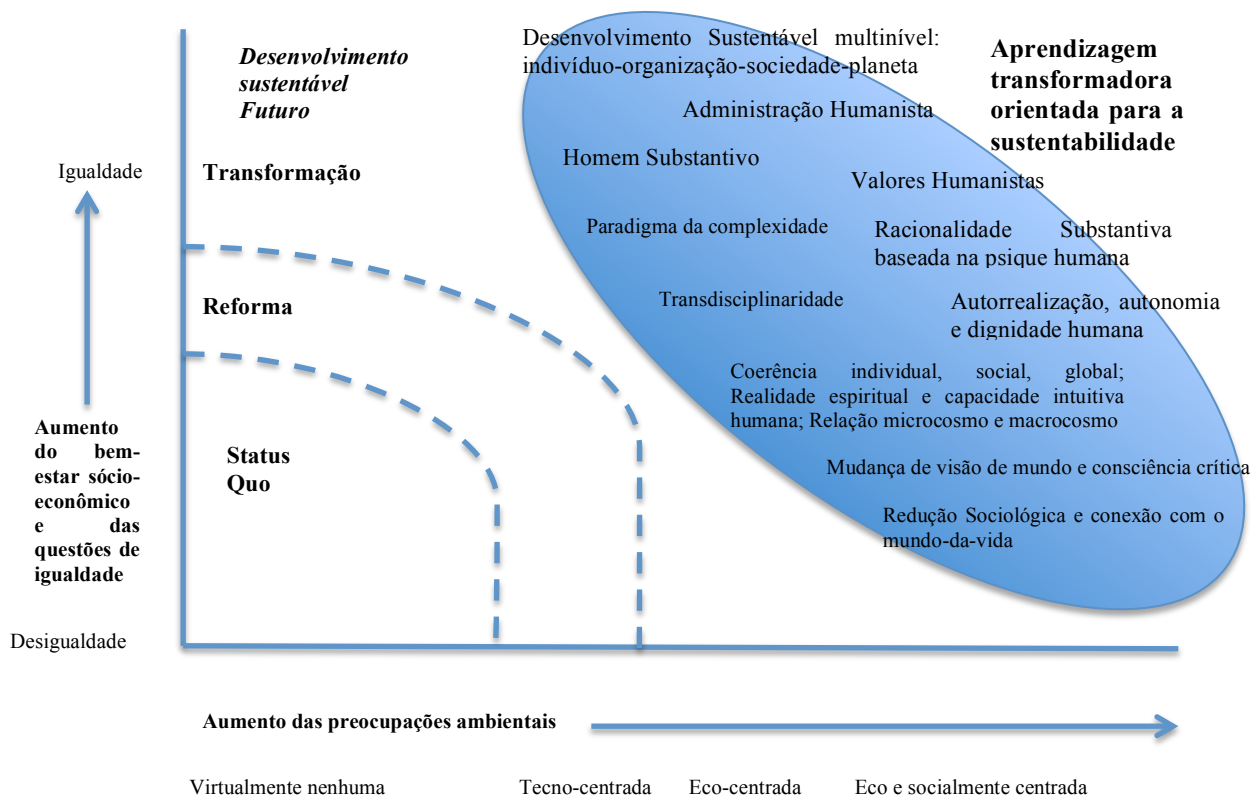 Desenvolvimento
sustentável
Futuro
Desenvolvimento Sustentável multinível:
indivíduo-organização-sociedade-planeta
Aprendizagem
transformadora
orientada para a
sustentabilidade
Administração Humanista
Homem Substantivo
Igualdade
Transformação
Valores Humanistas
Paradigma da complexidade
Racionalidade Substantiva
baseada na psique humana
Reforma
Transdisciplinaridade
Autorrealização, autonomia
e dignidade humana
Coerência individual, social, global;
Realidade espiritual e capacidade intuitiva
humana; Relação microcosmo e macrocosmo
Aumento
do bem-
estar sócio-
econômico
e das
questões de
igualdade
Status
Quo
Mudança de visão de mundo e consciência crítica
Redução Sociológica e conexão com o
mundo-da-vida
Desigualdade
Aumento das preocupações ambientais
Virtualmente nenhuma
Tecno-centrada
Eco-centrada
Eco e socialmente centrada